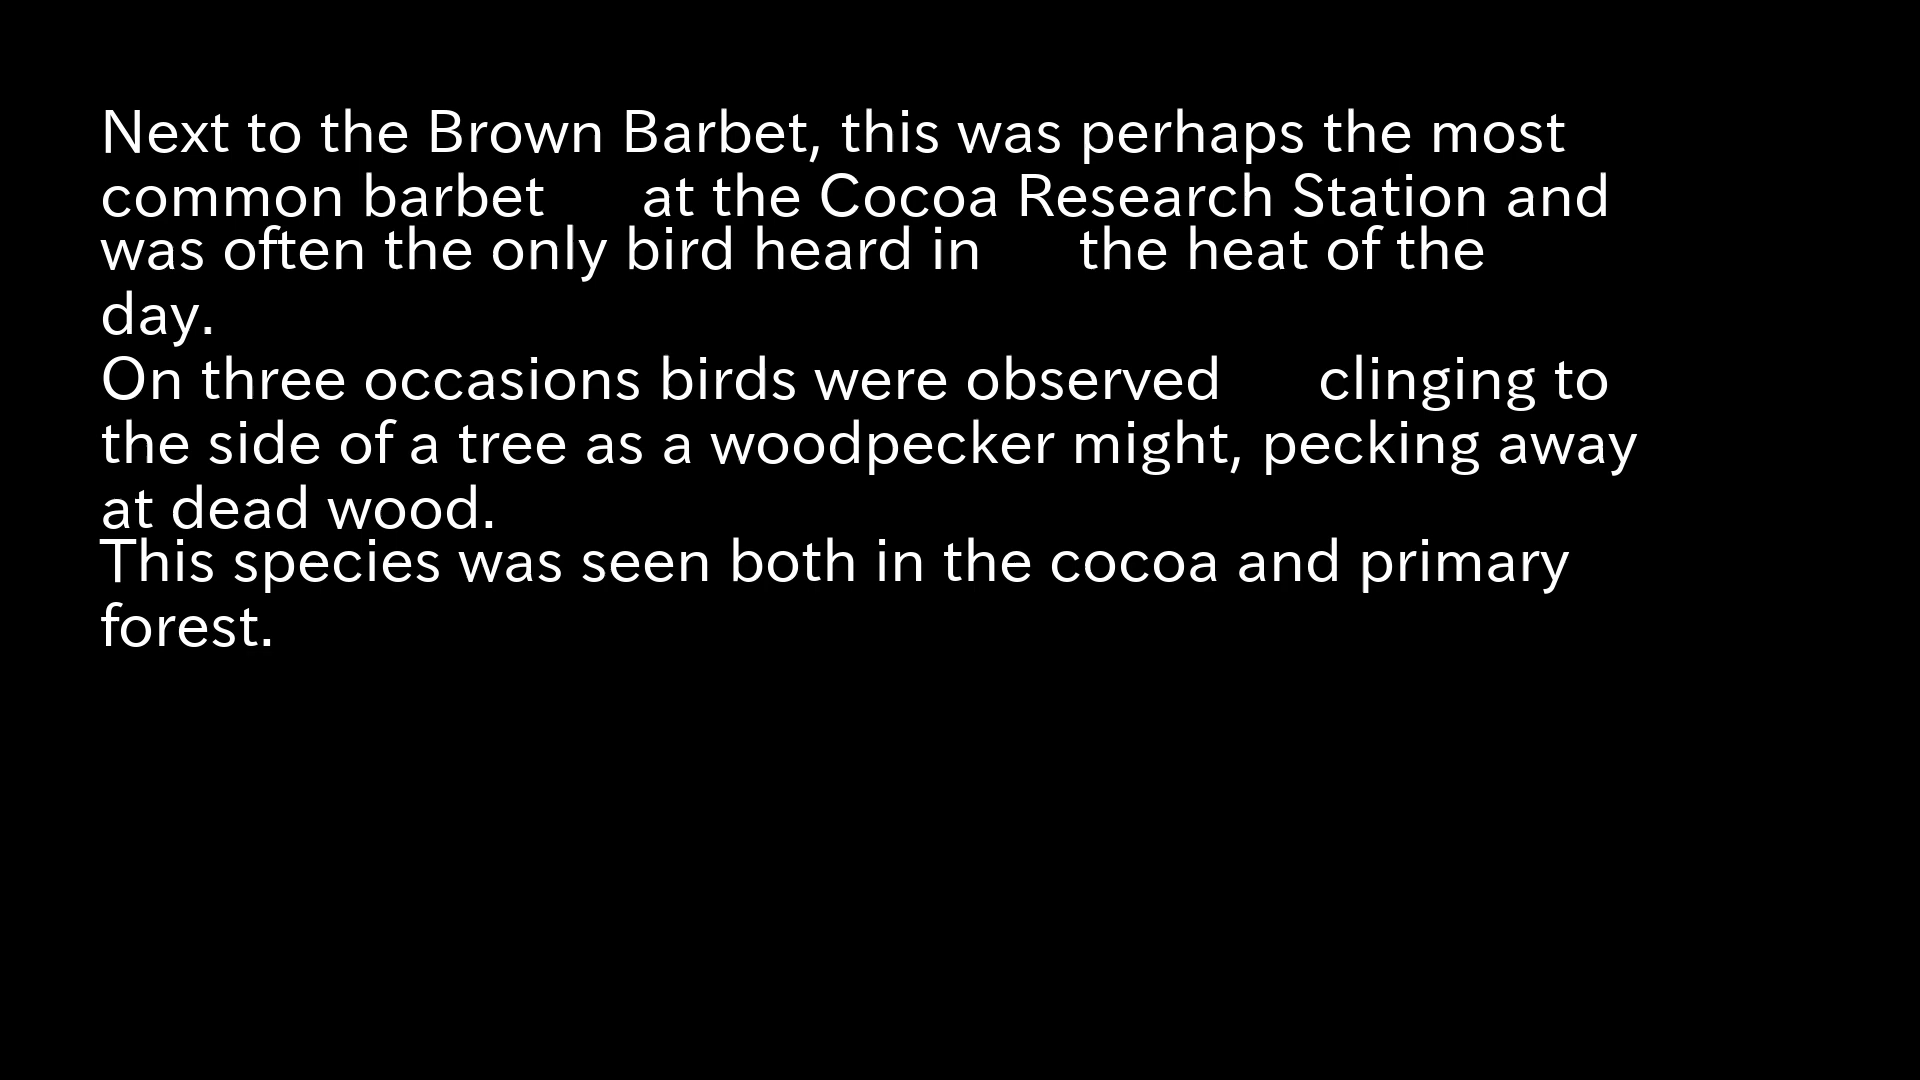 Next to the Brown Barbet, this was perhaps the most
common barbet at the Cocoa Research Station and
was often the only bird heard in the heat of the
day.
On three occasions birds were observed clinging to
the side of a tree as a woodpecker might, pecking away
at dead wood.
This species was seen both in the cocoa and primary
forest.